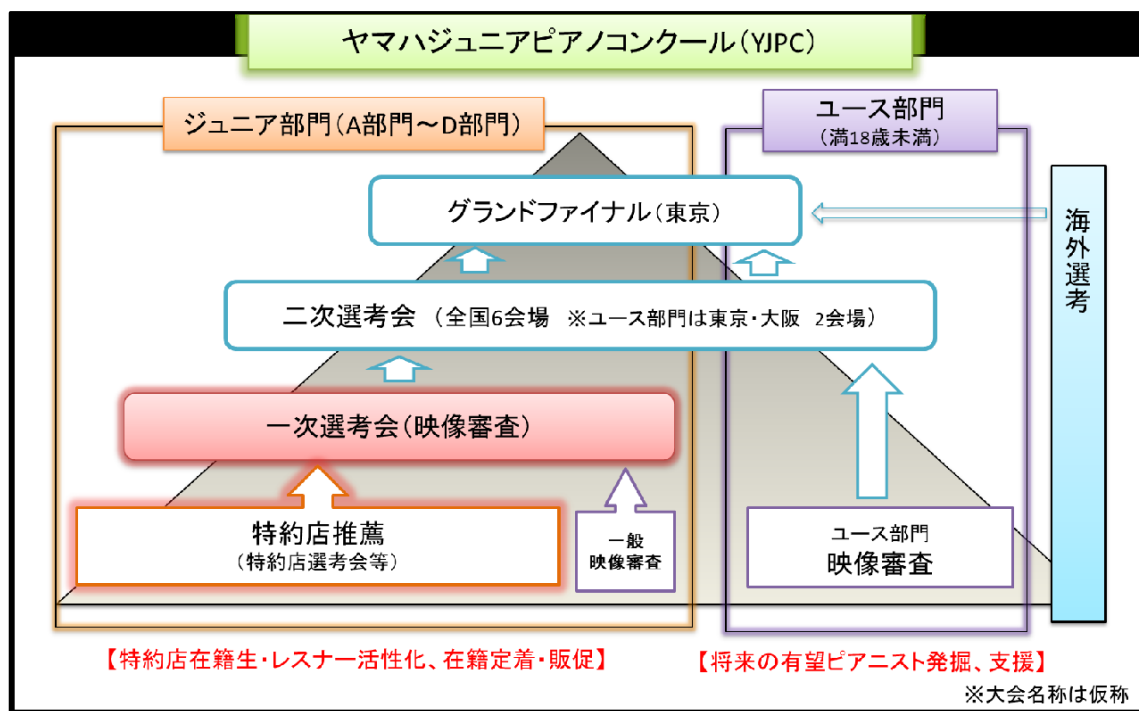 ヤマハジュニアピアノコンクール(YJPC)
ジュニア部門(A部門～D部門)
ユース部門
(満18歳未満)
グランドファイナル(東京)
海外選考
二次選考会 (全国6会場 ※ユース部門は東京・大阪 2会場)
一次選考会(映像審査)
特約店推薦
(特約店選考会等)
一般
映像審査
ユース部門
映像審査
【特約店在籍生・レスナー活性化、在籍定着・販促】
【将来の有望ピアニスト発掘、支援】
※大会名称は仮称